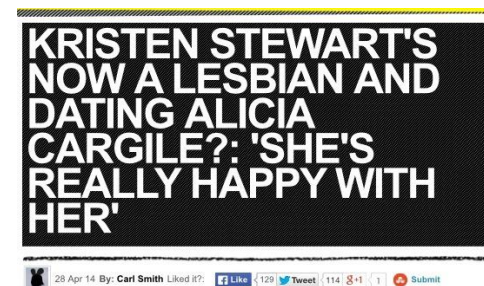 KRISTEN STEWART'S
NOW A LESBIAN AND
DATING ALICIA
CARGILE?: 'SHE'S
REALLY HAPPY WITH
HER'
28 Apr 14 By: Carl Smith Liked it?: Like 129 Tweet 114 g+1 1 Submit